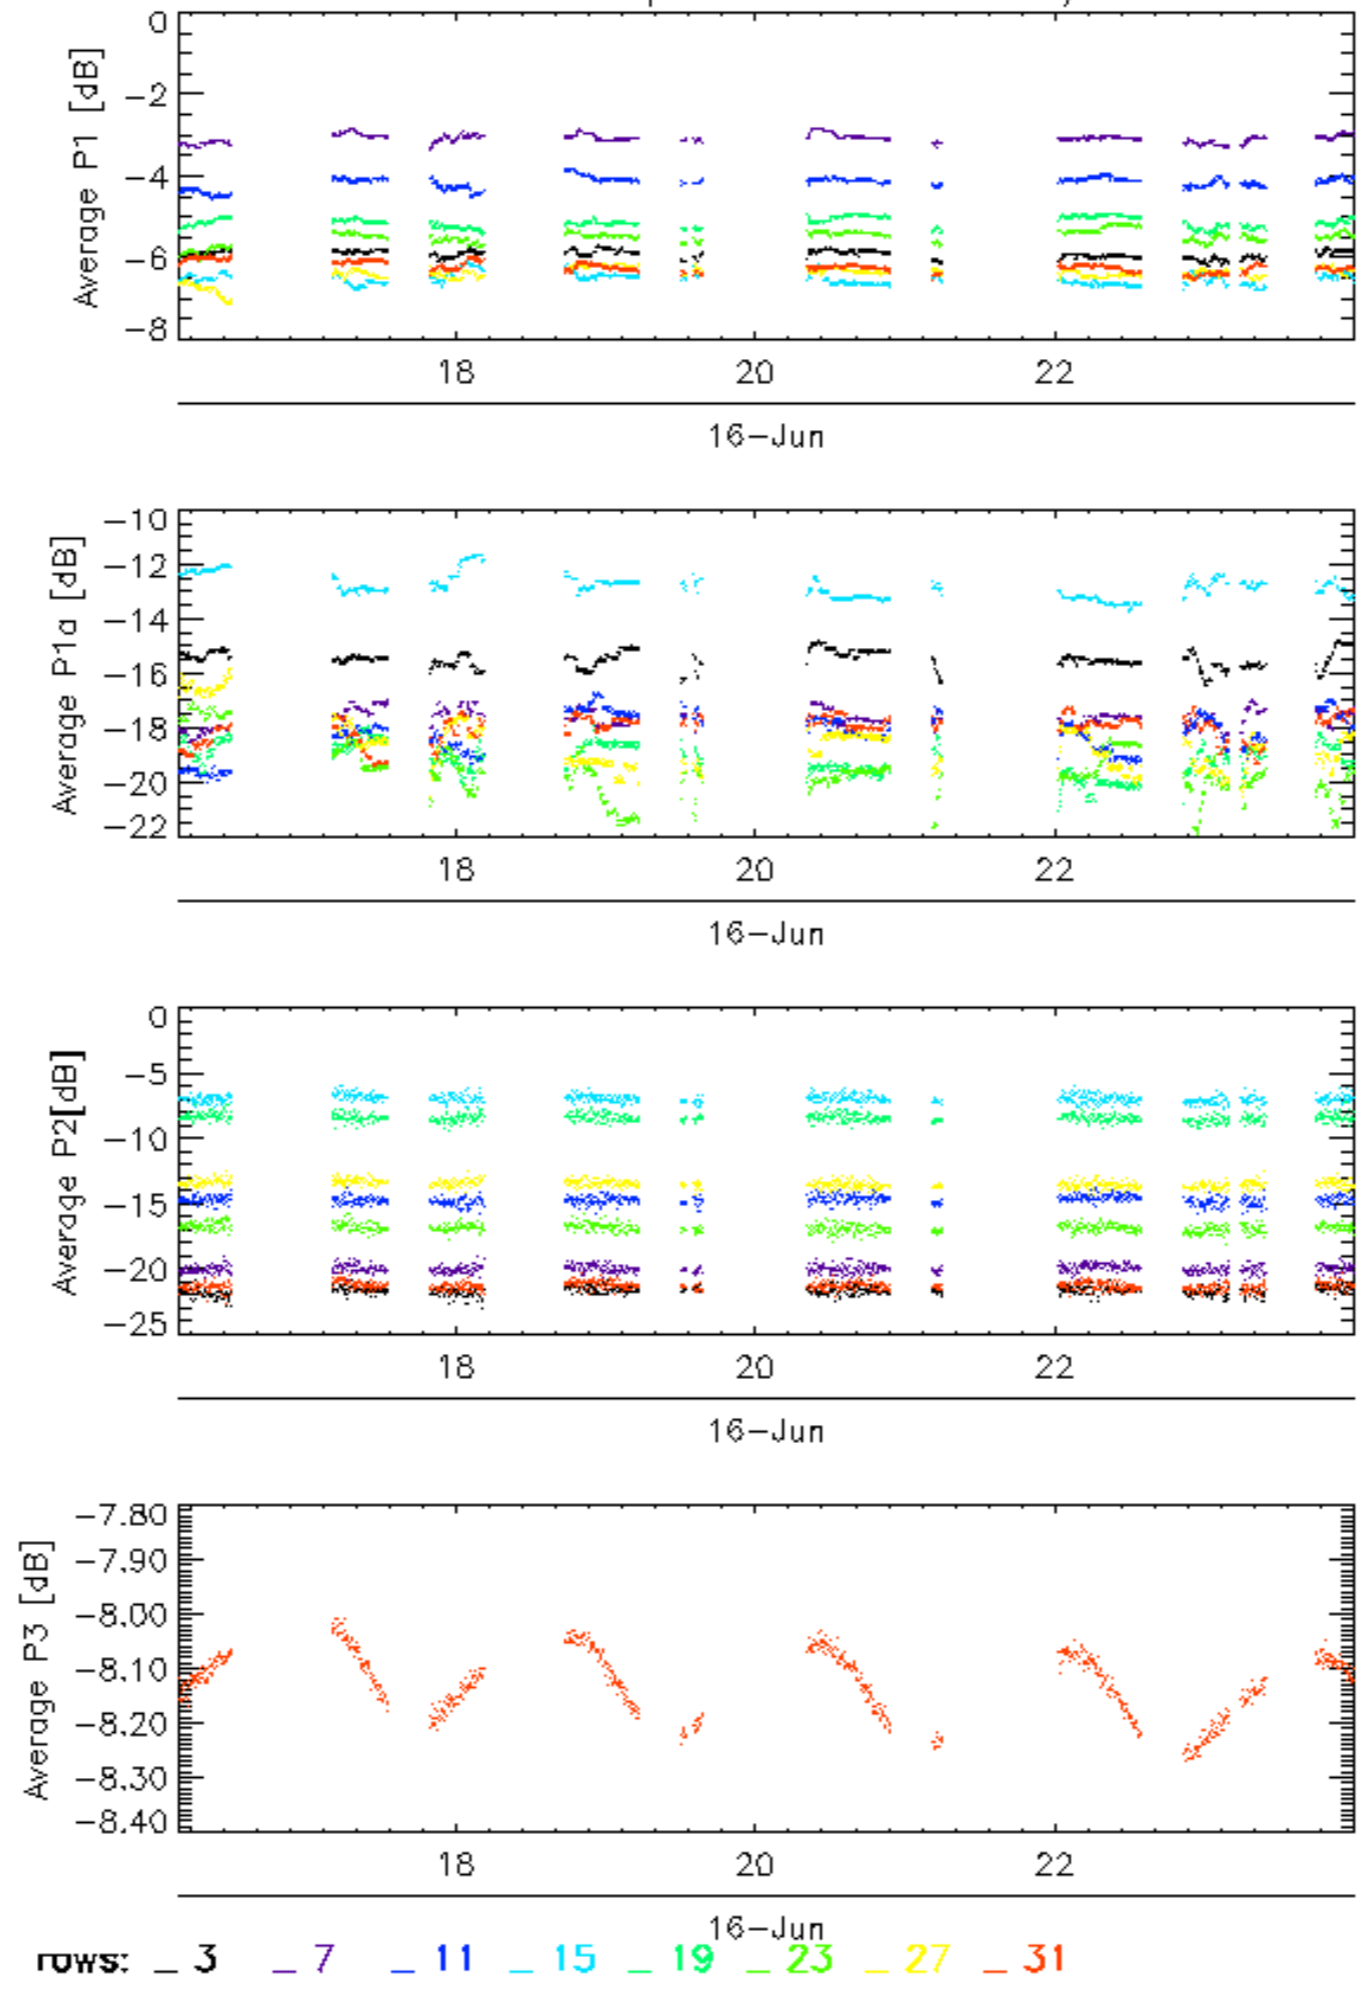 Average P1 [dB]
0
−2
−4
−6
−8
18 20 22
16−Jun
Average P1a [dB]
−10
−12
−14
−16
−18
−20
−22
18 20 22
16−Jun
Average P2[dB]
0
−5
−10
−15
−20
−25
18 20 22
16−Jun
Average P3 [dB]
−7.80
−7.90
−8.00
−8.10
−8.20
−8.30
−8.40
18 20 22
16−Jun
rows: _ 3 _ 7 _ 11 _ 15 _ 19 _ 23 _ 27 _ 31